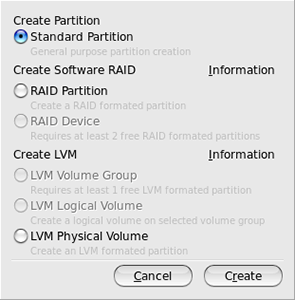 Create Partition
Standard Partition
General purpose partition creation
Create Software RAID Information
RAID Partition
Create a RAID formated partition
RAID Device
Requires at least 2 free RAID formated partitions
Create LVM Information
LVM Volume Group
Requires at least 1 free LVM formated partition
LVM Logical Volume
Create a logical volume on selected volume group
LVM Physical Volume
Create an LVM formated partition
Cancel Create